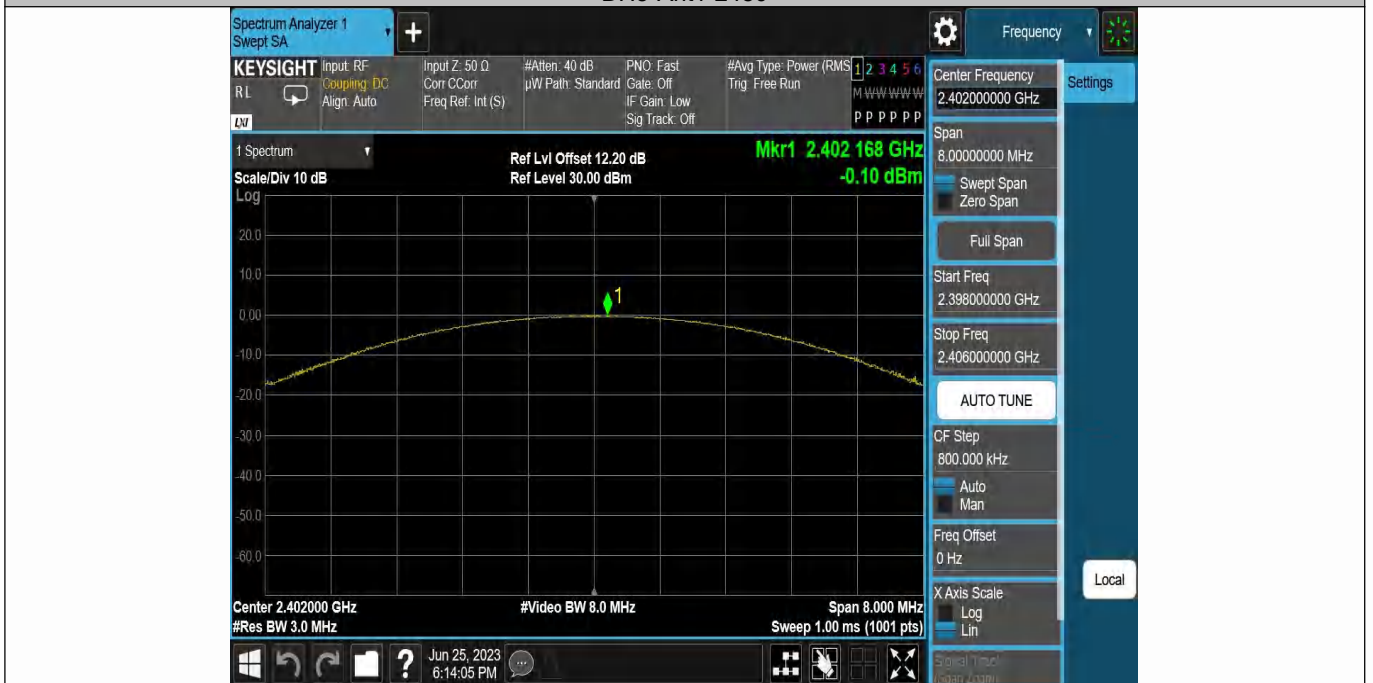 Spectrum Analyzer 1
Swept SA
+
Frequency
KEYSIGHT
RL
LXI
Input: RF
Coupling: DC
Align: Auto
Input Z: 50 Ω
Corr CCorr
Freq Ref: Int (S)
#Atten: 40 dB
µW Path: Standard
PNO: Fast
Gate: Off
IF Gain: Low
Sig Track: Off
#Avg Type: Power (RMS
Trig: Free Run
1 2 3 4 5 6
M W W W W W
P P P P P P
1 Spectrum
Scale/Div 10 dB
Log
Ref Lvl Offset 12.20 dB
Ref Level 30.00 dBm
Mkr1 2.402 168 GHz
-0.10 dBm
20.0
10.0
0.00
-10.0
-20.0
-30.0
-40.0
-50.0
-60.0
1
Center 2.402000 GHz
#Res BW 3.0 MHz
#Video BW 8.0 MHz
Span 8.000 MHz
Sweep 1.00 ms (1001 pts)
Jun 25, 2023
6:14:05 PM
Center Frequency
2.402000000 GHz
Span
8.00000000 MHz
Swept Span
Zero Span
Full Span
Start Freq
2.398000000 GHz
Stop Freq
2.406000000 GHz
AUTO TUNE
CF Step
800.000 kHz
Auto
Man
Freq Offset
0 Hz
X Axis Scale
Log
Lin
Signal Track
(Span Zoom)
Settings
Local